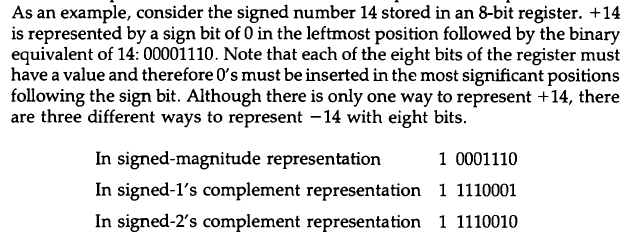 As an example, consider the signed number 14 stored in an 8-bit register. +14
is represented by a sign bit of 0 in the leftmost position followed by the binary
equivalent of 14: 00001110. Note that each of the eight bits of the register must
have a value and therefore 0's must be inserted in the most significant positions
following the sign bit. Although there is only one way to represent +14, there
are three different ways to represent −14 with eight bits.
In signed-magnitude representation 1 0001110
In signed-1's complement representation 1 1110001
In signed-2's complement representation 1 1110010